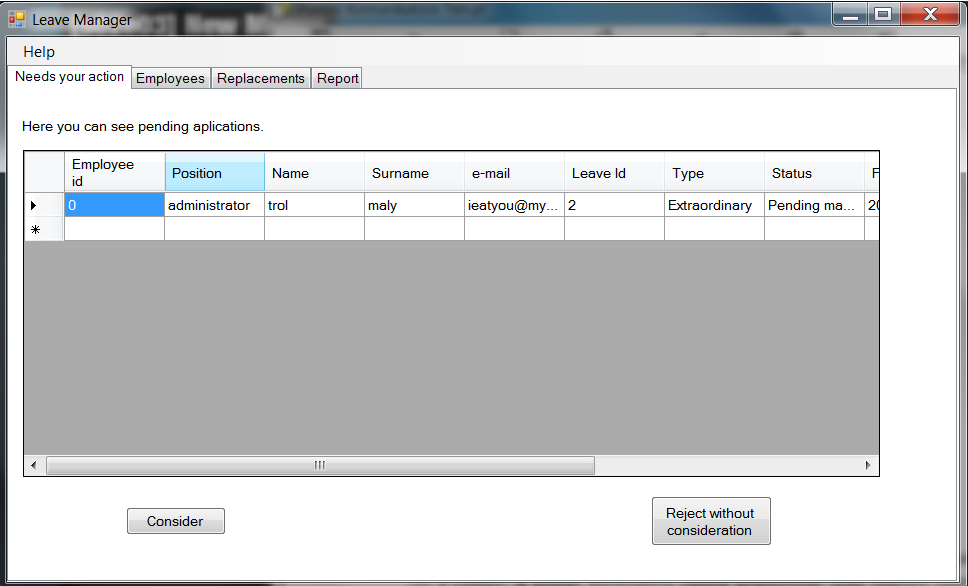 Leave Manager
Help
Needs your action Employees Replacements Report
Here you can see pending aplications.
Employee id Position Name Surname e-mail Leave Id Type Status F
0 administrator trol maly ieatyou@my... 2 Extraordinary Pending ma... 20
Consider
Reject without
consideration